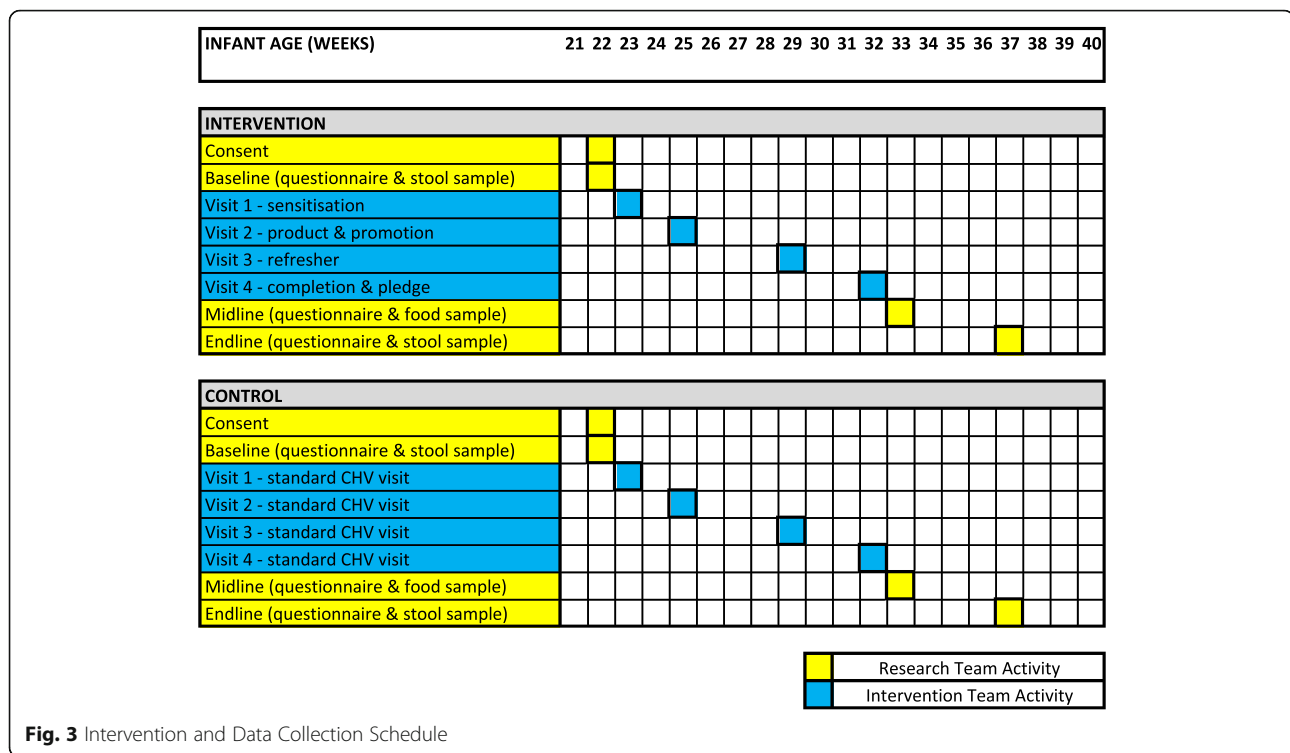 INFANT AGE (WEEKS) 21 22 23 24 25 26 27 28 29 30 31 32 33 34 35 36 37 38 39 40
INTERVENTION
Consent
Baseline (questionnaire & stool sample)
Visit 1 - sensitisation
Visit 2 - product & promotion
Visit 3 - refresher
Visit 4 - completion & pledge
Midline (questionnaire & food sample)
Endline (questionnaire & stool sample)
CONTROL
Consent
Baseline (questionnaire & stool sample)
Visit 1 - standard CHV visit
Visit 2 - standard CHV visit
Visit 3 - standard CHV visit
Visit 4 - standard CHV visit
Midline (questionnaire & food sample)
Endline (questionnaire & stool sample)
Research Team Activity
Intervention Team Activity
Fig. 3 Intervention and Data Collection Schedule